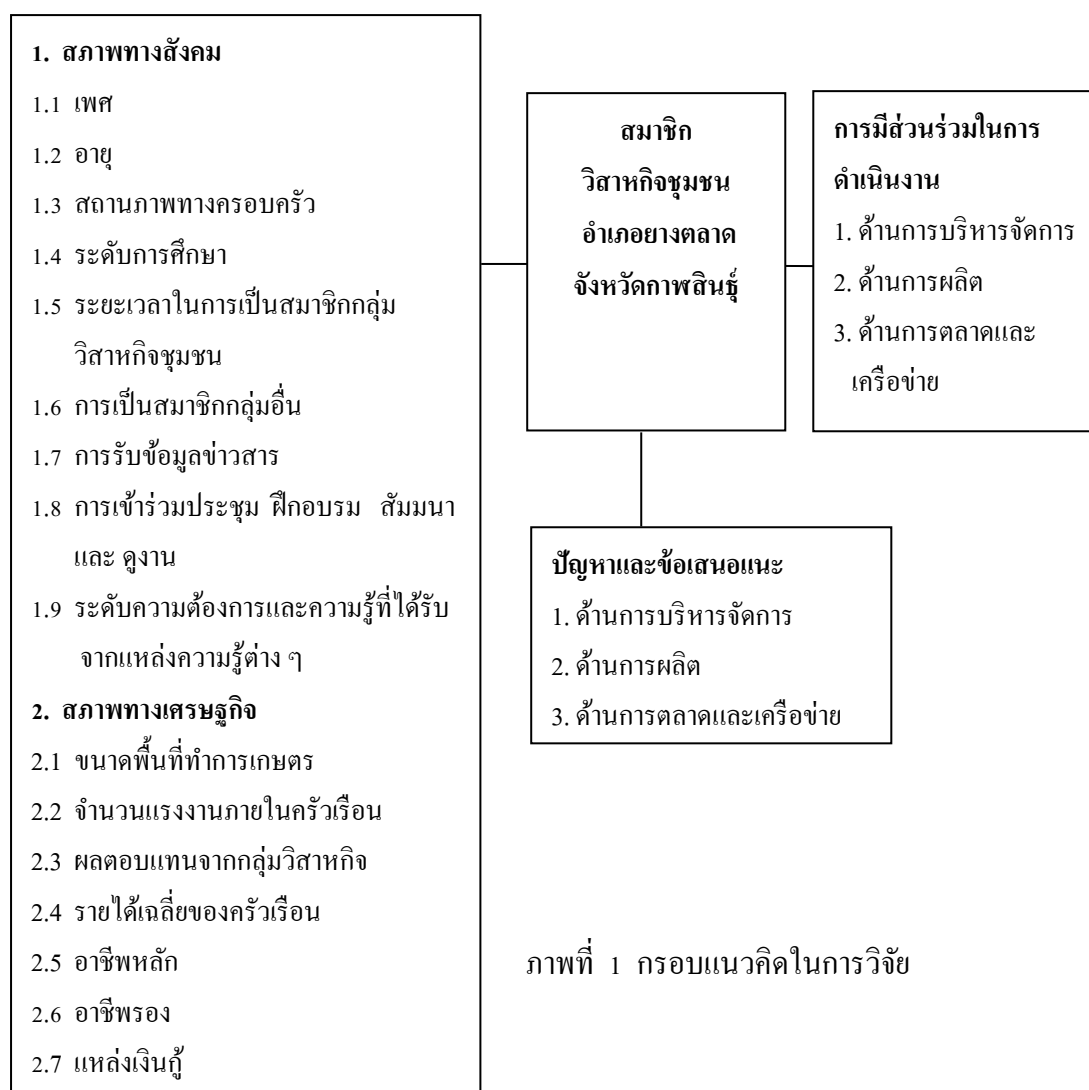 1. สภาพทางสังคม
1.1 เพศ
1.2 อายุ
1.3 สถานภาพทางครอบครัว
1.4 ระดับการศึกษา
1.5 ระยะเวลาในการเป็นสมาชิกกลุ่ม
วิสาหกิจชุมชน
1.6 การเป็นสมาชิกกลุ่มอื่น
1.7 การรับข้อมูลข่าวสาร
1.8 การเข้าร่วมประชุม ฝึกอบรม สัมมนา
และ ดูงาน
1.9 ระดับความต้องการและความรู้ที่ได้รับ
จากแหล่งความรู้ต่าง ๆ
2. สภาพทางเศรษฐกิจ
2.1 ขนาดพื้นที่ทำการเกษตร
2.2 จำนวนแรงงานภายในครัวเรือน
2.3 ผลตอบแทนจากกลุ่มวิสาหกิจ
2.4 รายได้เฉลี่ยของครัวเรือน
2.5 อาชีพหลัก
2.6 อาชีพรอง
2.7 แหล่งเงินกู้
สมาชิก
วิสาหกิจชุมชน
อำเภอยางตลาด
จังหวัดกาฬสินธุ์
การมีส่วนร่วมในการ
ดำเนินงาน
1. ด้านการบริหารจัดการ
2. ด้านการผลิต
3. ด้านการตลาดและ
เครือข่าย
ปัญหาและข้อเสนอแนะ
1. ด้านการบริหารจัดการ
2. ด้านการผลิต
3. ด้านการตลาดและเครือข่าย
ภาพที่ 1 กรอบแนวคิดในการวิจัย